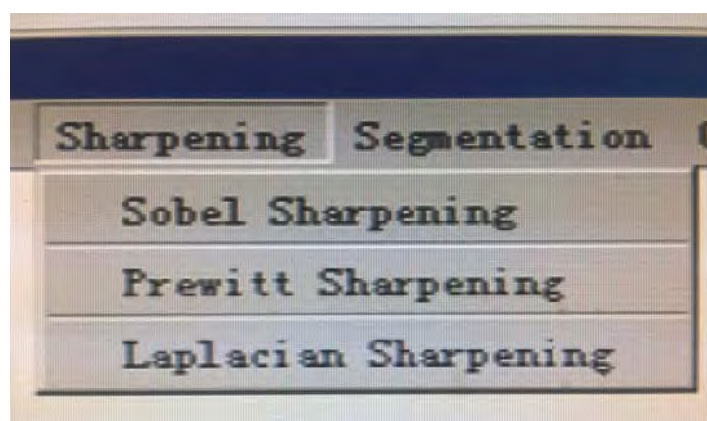 Sharpening Segmentation
Sobel Sharpening
Prewitt Sharpening
Laplacian Sharpening